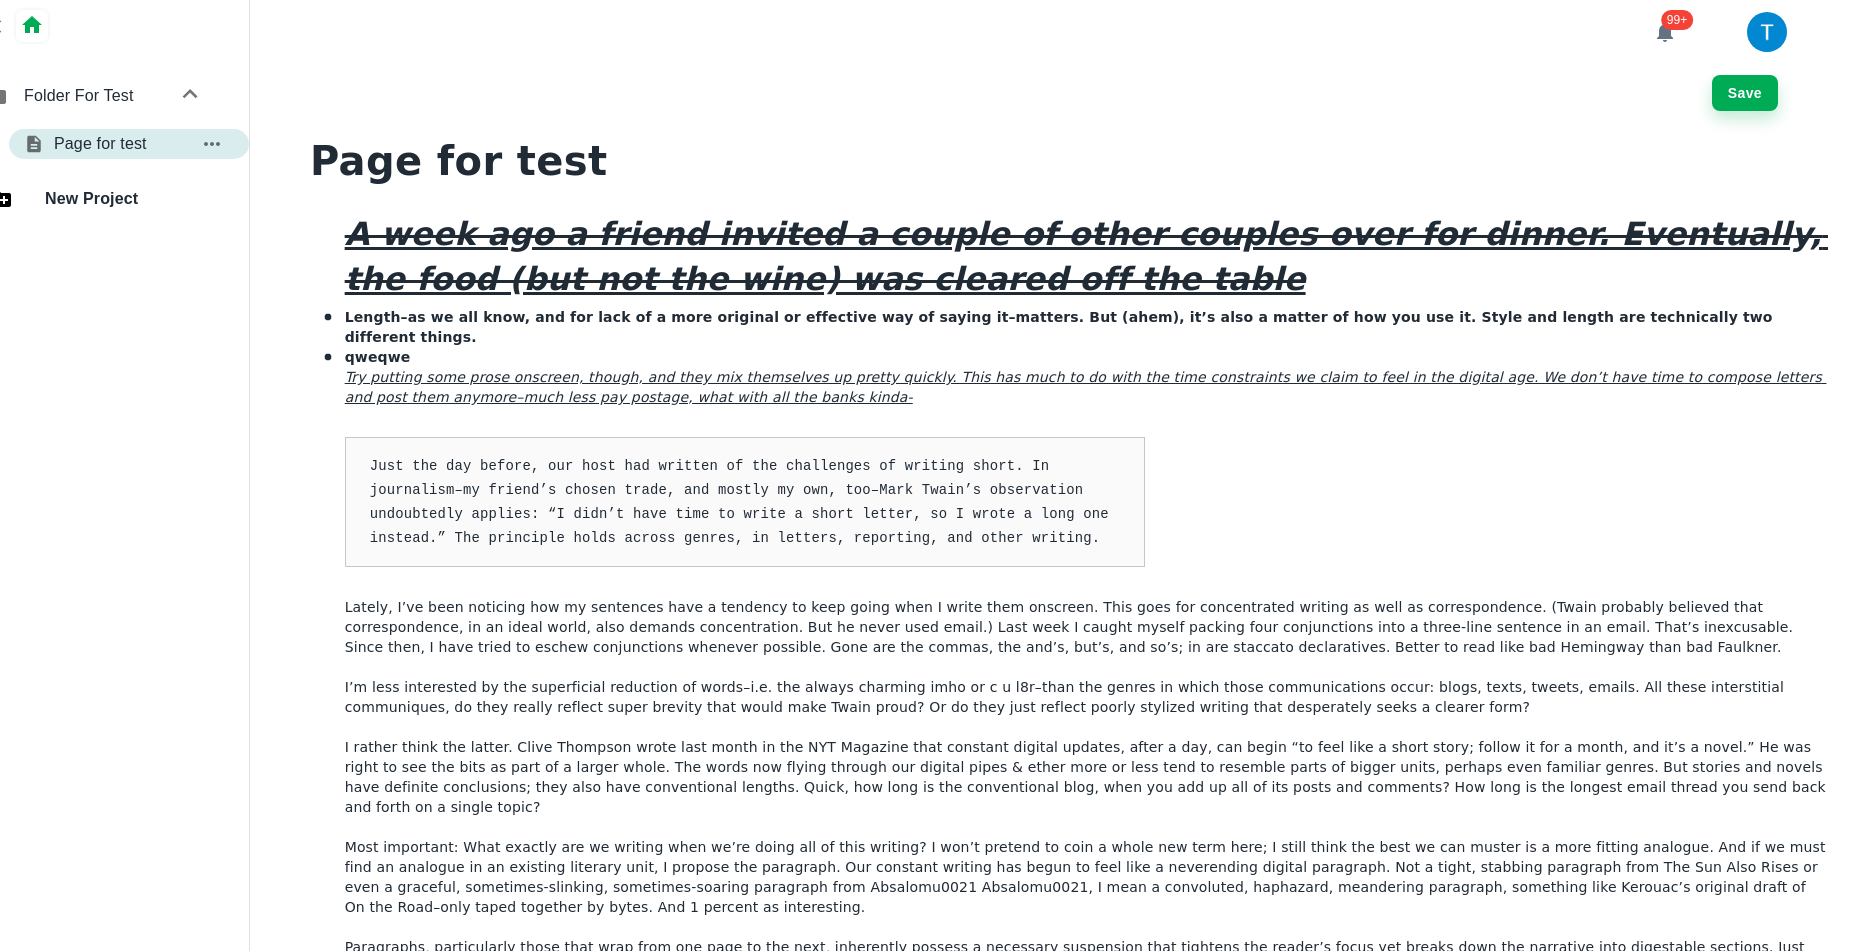 99+
T
Folder For Test
Save
Page for test
New Project
Page for test
A week ago a friend invited a couple of other couples over for dinner. Eventually,
the food (but not the wine) was cleared off the table
Length–as we all know, and for lack of a more original or effective way of saying it–matters. But (ahem), it’s also a matter of how you use it. Style and length are technically two
different things.
qweqwe
Try putting some prose onscreen, though, and they mix themselves up pretty quickly. This has much to do with the time constraints we claim to feel in the digital age. We don’t have time to compose letters
and post them anymore–much less pay postage, what with all the banks kinda-
Just the day before, our host had written of the challenges of writing short. In
journalism–my friend’s chosen trade, and mostly my own, too–Mark Twain’s observation
undoubtedly applies: “I didn’t have time to write a short letter, so I wrote a long one
instead.” The principle holds across genres, in letters, reporting, and other writing.
Lately, I’ve been noticing how my sentences have a tendency to keep going when I write them onscreen. This goes for concentrated writing as well as correspondence. (Twain probably believed that
correspondence, in an ideal world, also demands concentration. But he never used email.) Last week I caught myself packing four conjunctions into a three-line sentence in an email. That’s inexcusable.
Since then, I have tried to eschew conjunctions whenever possible. Gone are the commas, the and’s, but’s, and so’s; in are staccato declaratives. Better to read like bad Hemingway than bad Faulkner.
I’m less interested by the superficial reduction of words–i.e. the always charming imho or c u l8r–than the genres in which those communications occur: blogs, texts, tweets, emails. All these interstitial
communiques, do they really reflect super brevity that would make Twain proud? Or do they just reflect poorly stylized writing that desperately seeks a clearer form?
I rather think the latter. Clive Thompson wrote last month in the NYT Magazine that constant digital updates, after a day, can begin “to feel like a short story; follow it for a month, and it’s a novel.” He was
right to see the bits as part of a larger whole. The words now flying through our digital pipes & ether more or less tend to resemble parts of bigger units, perhaps even familiar genres. But stories and novels
have definite conclusions; they also have conventional lengths. Quick, how long is the conventional blog, when you add up all of its posts and comments? How long is the longest email thread you send back
and forth on a single topic?
Most important: What exactly are we writing when we’re doing all of this writing? I won’t pretend to coin a whole new term here; I still think the best we can muster is a more fitting analogue. And if we must
find an analogue in an existing literary unit, I propose the paragraph. Our constant writing has begun to feel like a neverending digital paragraph. Not a tight, stabbing paragraph from The Sun Also Rises or
even a graceful, sometimes-slinking, sometimes-soaring paragraph from Absalomu0021 Absalomu0021, I mean a convoluted, haphazard, meandering paragraph, something like Kerouac’s original draft of
On the Road–only taped together by bytes. And 1 percent as interesting.
Paragraphs, particularly those that wrap from one page to the next, inherently possess a necessary suspension that tightens the reader’s focus yet breaks down the narrative into digestable sections. Just